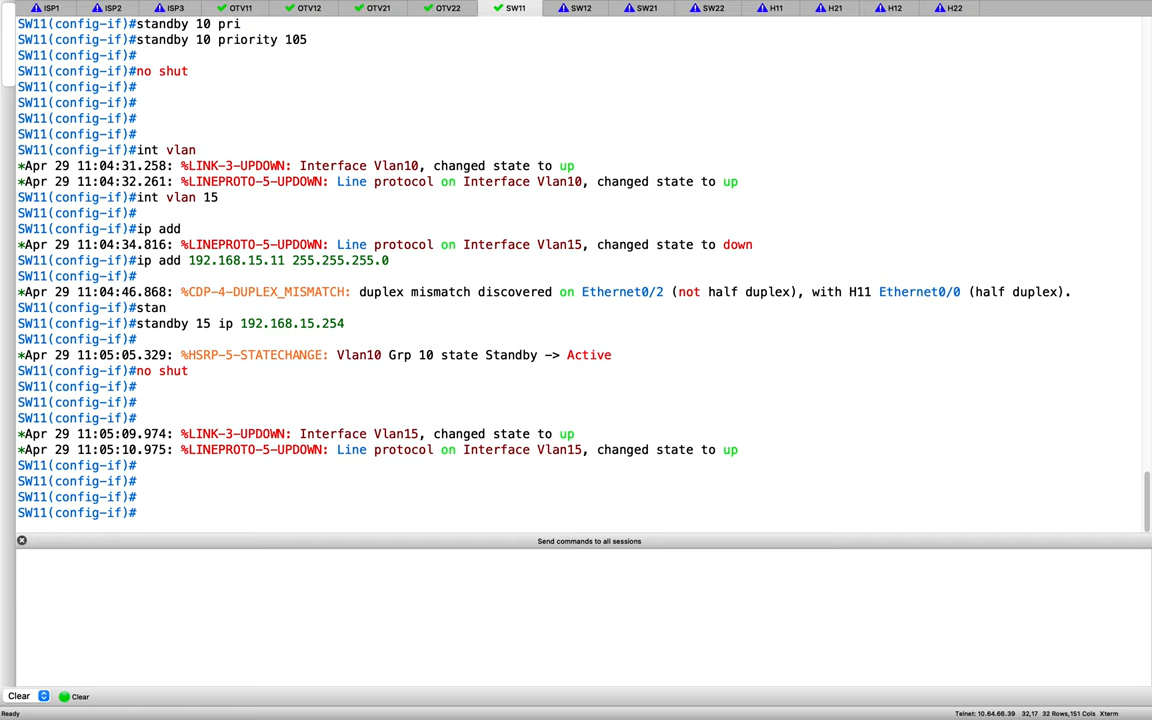 ISP1 ISP2 ISP3 OTV11 OTV12 OTV21 OTV22 SW11 SW12 SW21 SW22 H11 H21 H12 H22
SW11(config-if)#standby 10 pri
SW11(config-if)#standby 10 priority 105
SW11(config-if)#
SW11(config-if)#no shut
SW11(config-if)#
SW11(config-if)#
SW11(config-if)#
SW11(config-if)#
SW11(config-if)#int vlan
*Apr 29 11:04:31.258: %LINK-3-UPDOWN: Interface Vlan10, changed state to up
*Apr 29 11:04:32.261: %LINEPROTO-5-UPDOWN: Line protocol on Interface Vlan10, changed state to up
SW11(config-if)#int vlan 15
SW11(config-if)#
SW11(config-if)#ip add
*Apr 29 11:04:34.816: %LINEPROTO-5-UPDOWN: Line protocol on Interface Vlan15, changed state to down
SW11(config-if)#ip add 192.168.15.11 255.255.255.0
SW11(config-if)#
*Apr 29 11:04:46.868: %CDP-4-DUPLEX_MISMATCH: duplex mismatch discovered on Ethernet0/2 (not half duplex), with H11 Ethernet0/0 (half duplex).
SW11(config-if)#stan
SW11(config-if)#standby 15 ip 192.168.15.254
SW11(config-if)#
*Apr 29 11:05:05.329: %HSRP-5-STATECHANGE: Vlan10 Grp 10 state Standby -> Active
SW11(config-if)#no shut
SW11(config-if)#
SW11(config-if)#
SW11(config-if)#
*Apr 29 11:05:09.974: %LINK-3-UPDOWN: Interface Vlan15, changed state to up
*Apr 29 11:05:10.975: %LINEPROTO-5-UPDOWN: Line protocol on Interface Vlan15, changed state to up
SW11(config-if)#
SW11(config-if)#
SW11(config-if)#
SW11(config-if)#
Send commands to all sessions
Clear Clear
Ready Telnet: 10.64.66.39 32,17 32 Rows,151 Cols Xterm